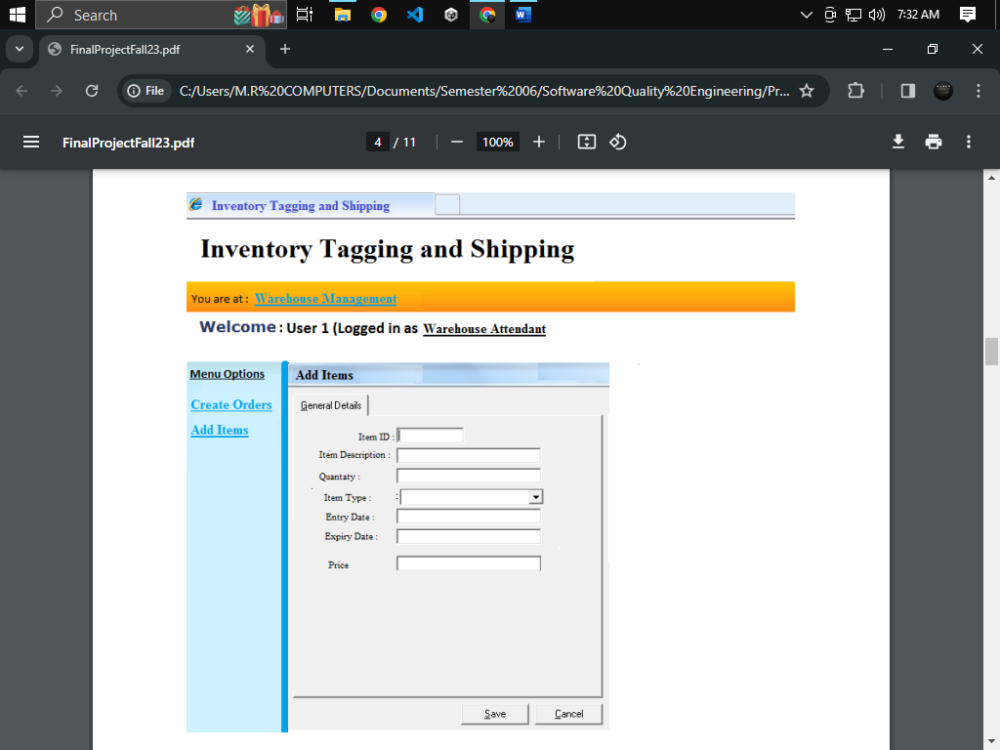 Search
7:32 AM
FinalProjectFall23.pdf
File
C:/Users/M.R%20COMPUTERS/Documents/Semester%2006/Software%20Quality%20Engineering/Pr...
FinalProjectFall23.pdf
4 / 11
100%
Inventory Tagging and Shipping
Inventory Tagging and Shipping
You are at : Warehouse Management
Welcome : User 1 (Logged in as Warehouse Attendant
Menu Options
Create Orders
Add Items
Add Items
General Details
Item ID :
Item Description :
Quantaty :
Item Type : :
Entry Date :
Expiry Date :
Price
Save
Cancel